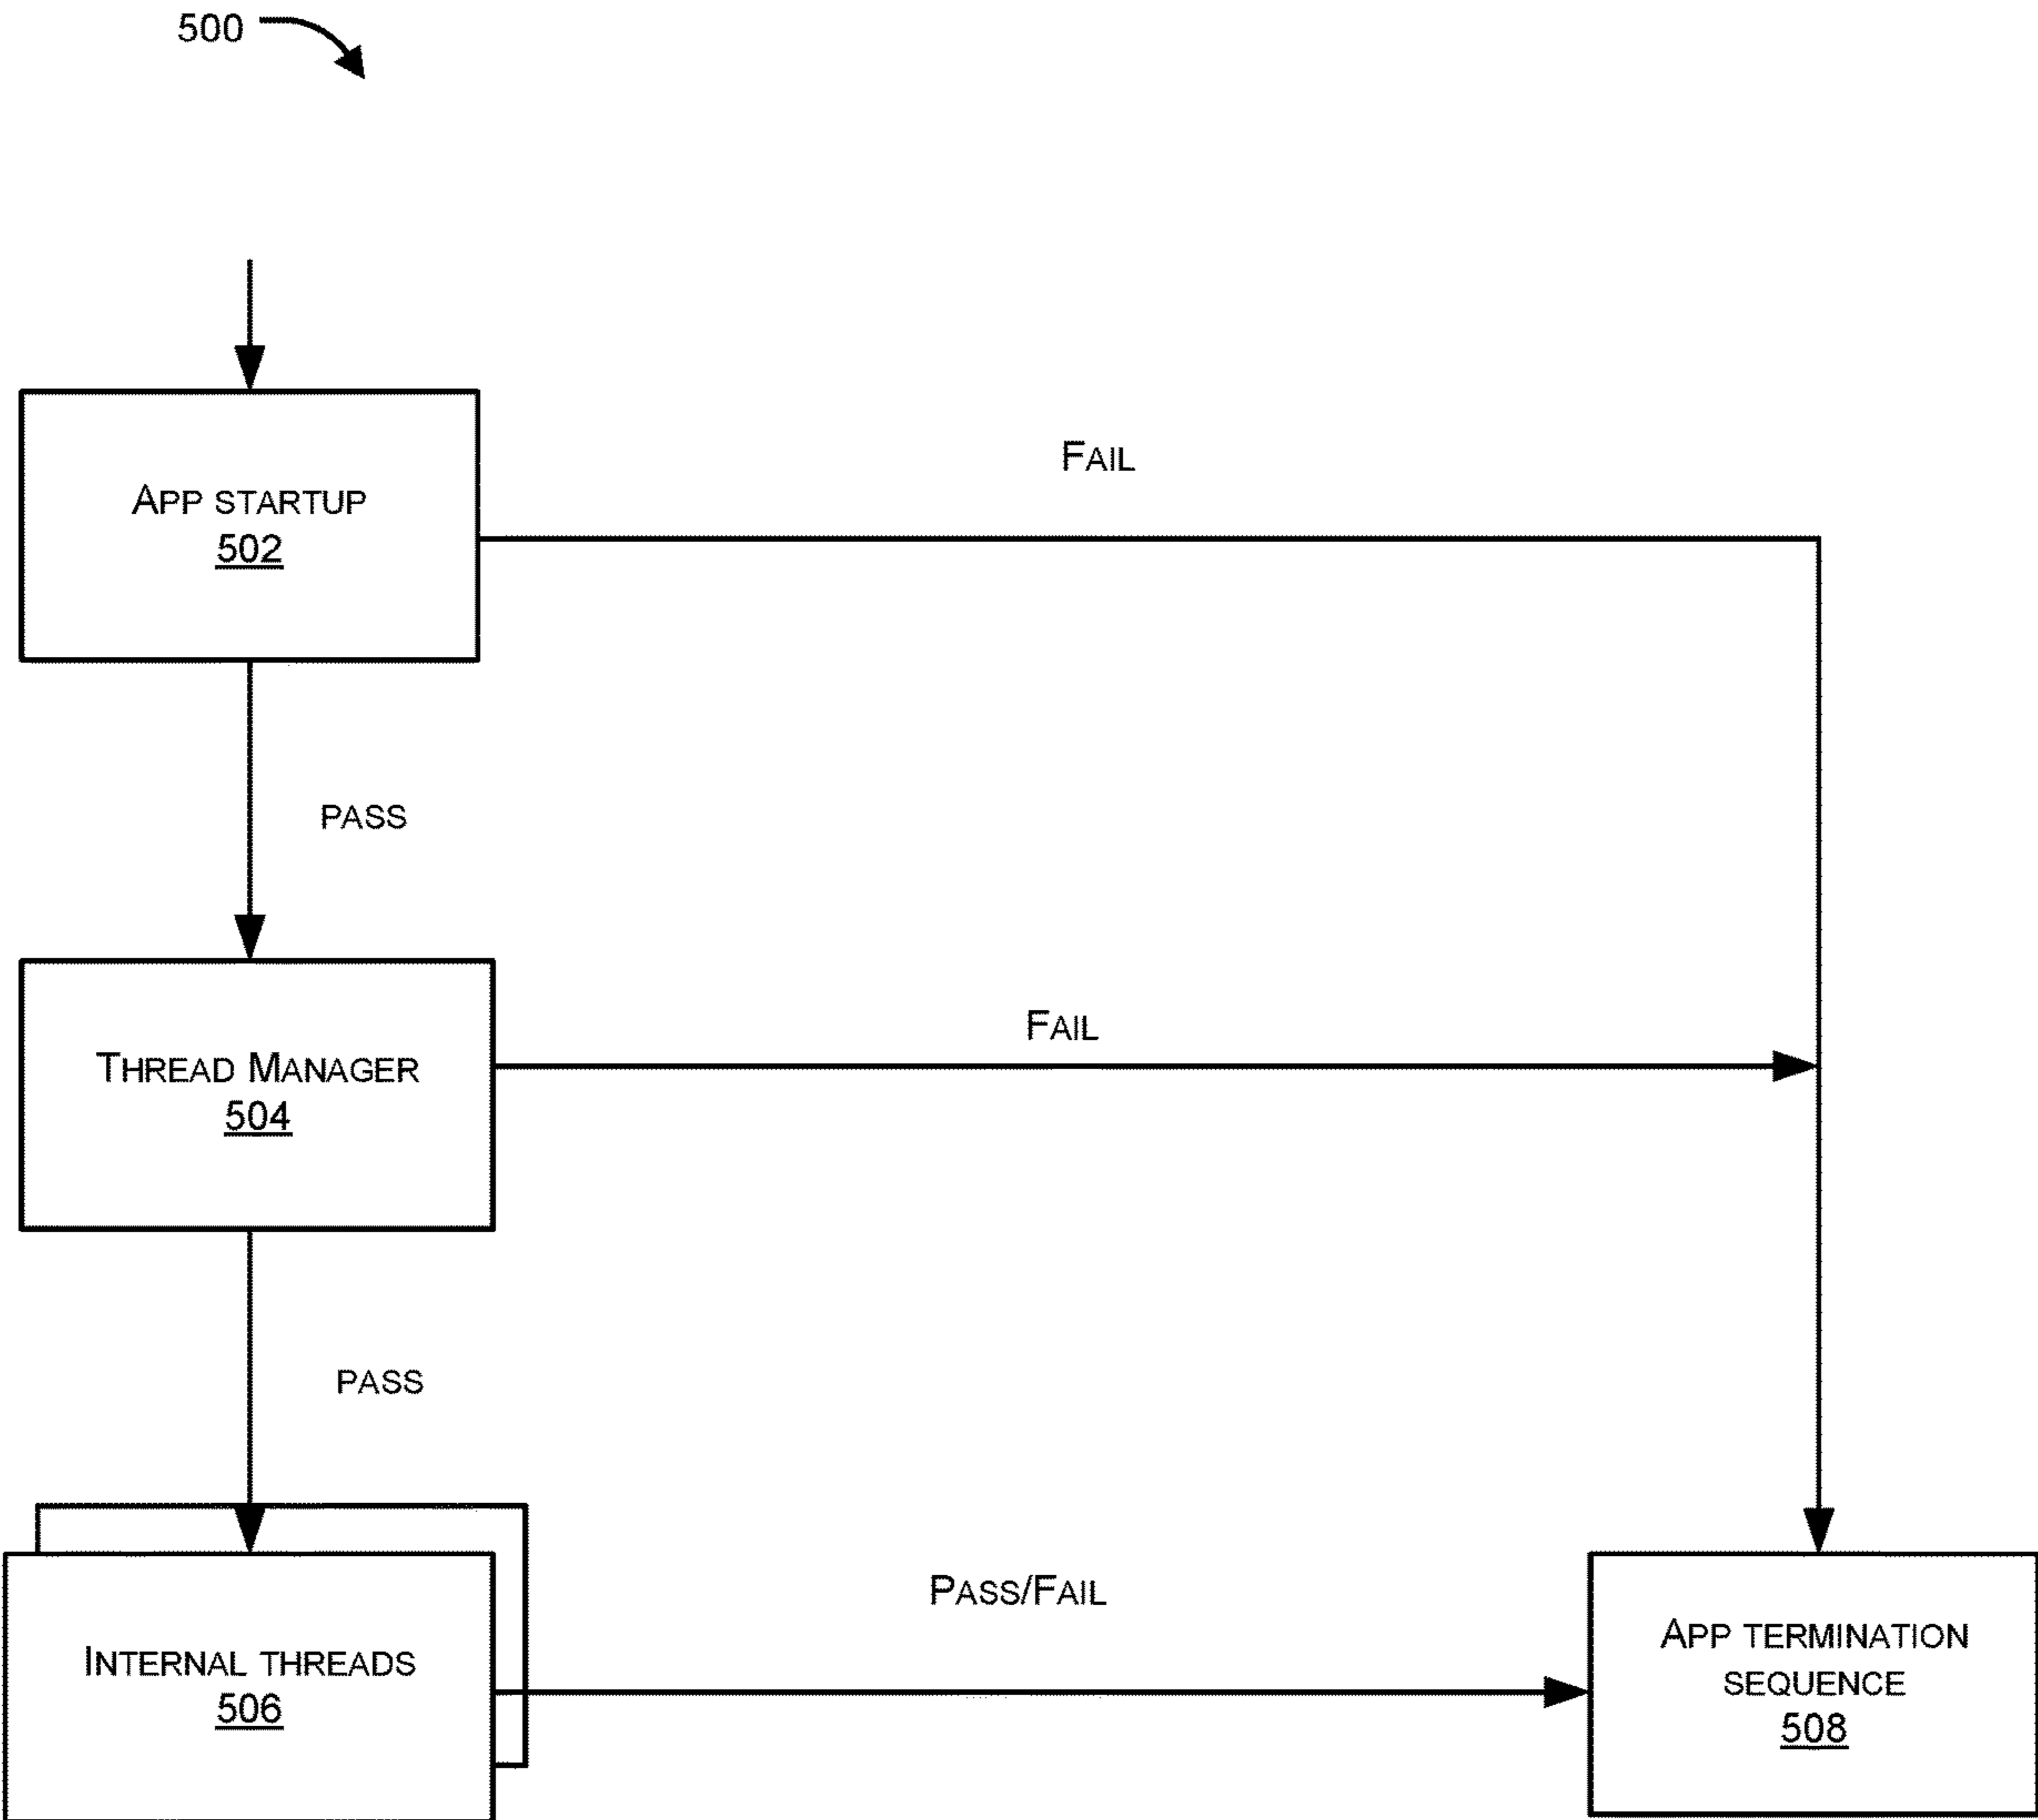 500
APP STARTUP
502
FAIL
PASS
THREAD MANAGER
504
FAIL
PASS
INTERNAL THREADS
506
PASS/FAIL
APP TERMINATION
SEQUENCE
508